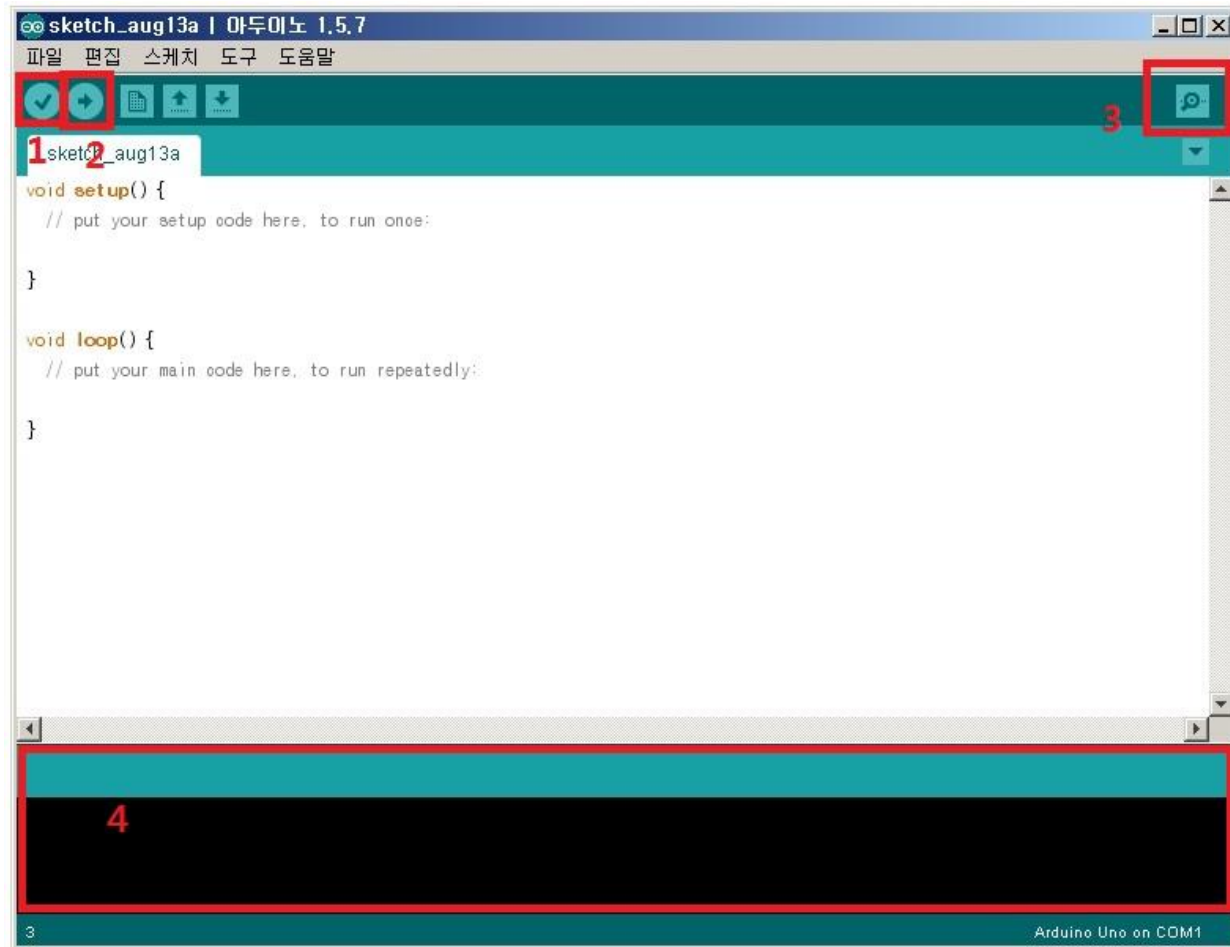 sketch_aug13a | 아두이노 1.5.7
파일 편집 스케치 도구 도움말
3
1 2
sketch_aug13a
void setup() {
// put your setup code here, to run once:
}
void loop() {
// put your main code here, to run repeatedly:
}
4
3
Arduino Uno on COM1